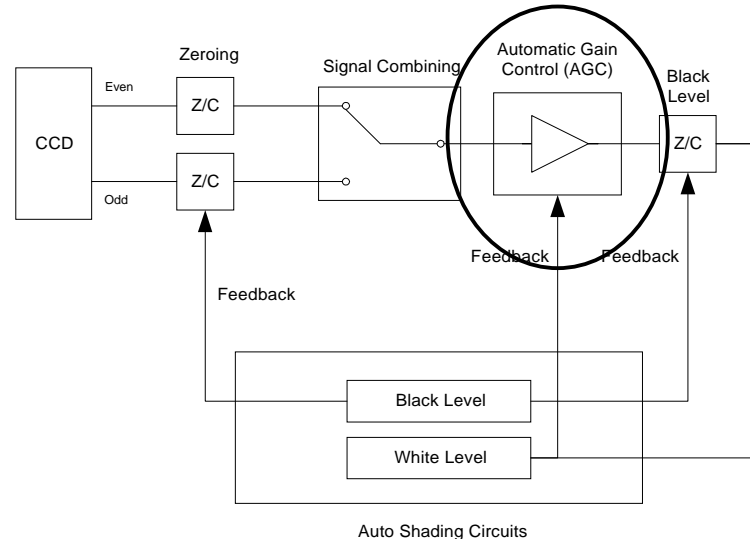 Zeroing
Signal Combining
Automatic Gain
Control (AGC)
Black
Level
CCD
Even
Odd
Z/C
Z/C
Z/C
Feedback
Feedback
Feedback
Black Level
White Level
Auto Shading Circuits